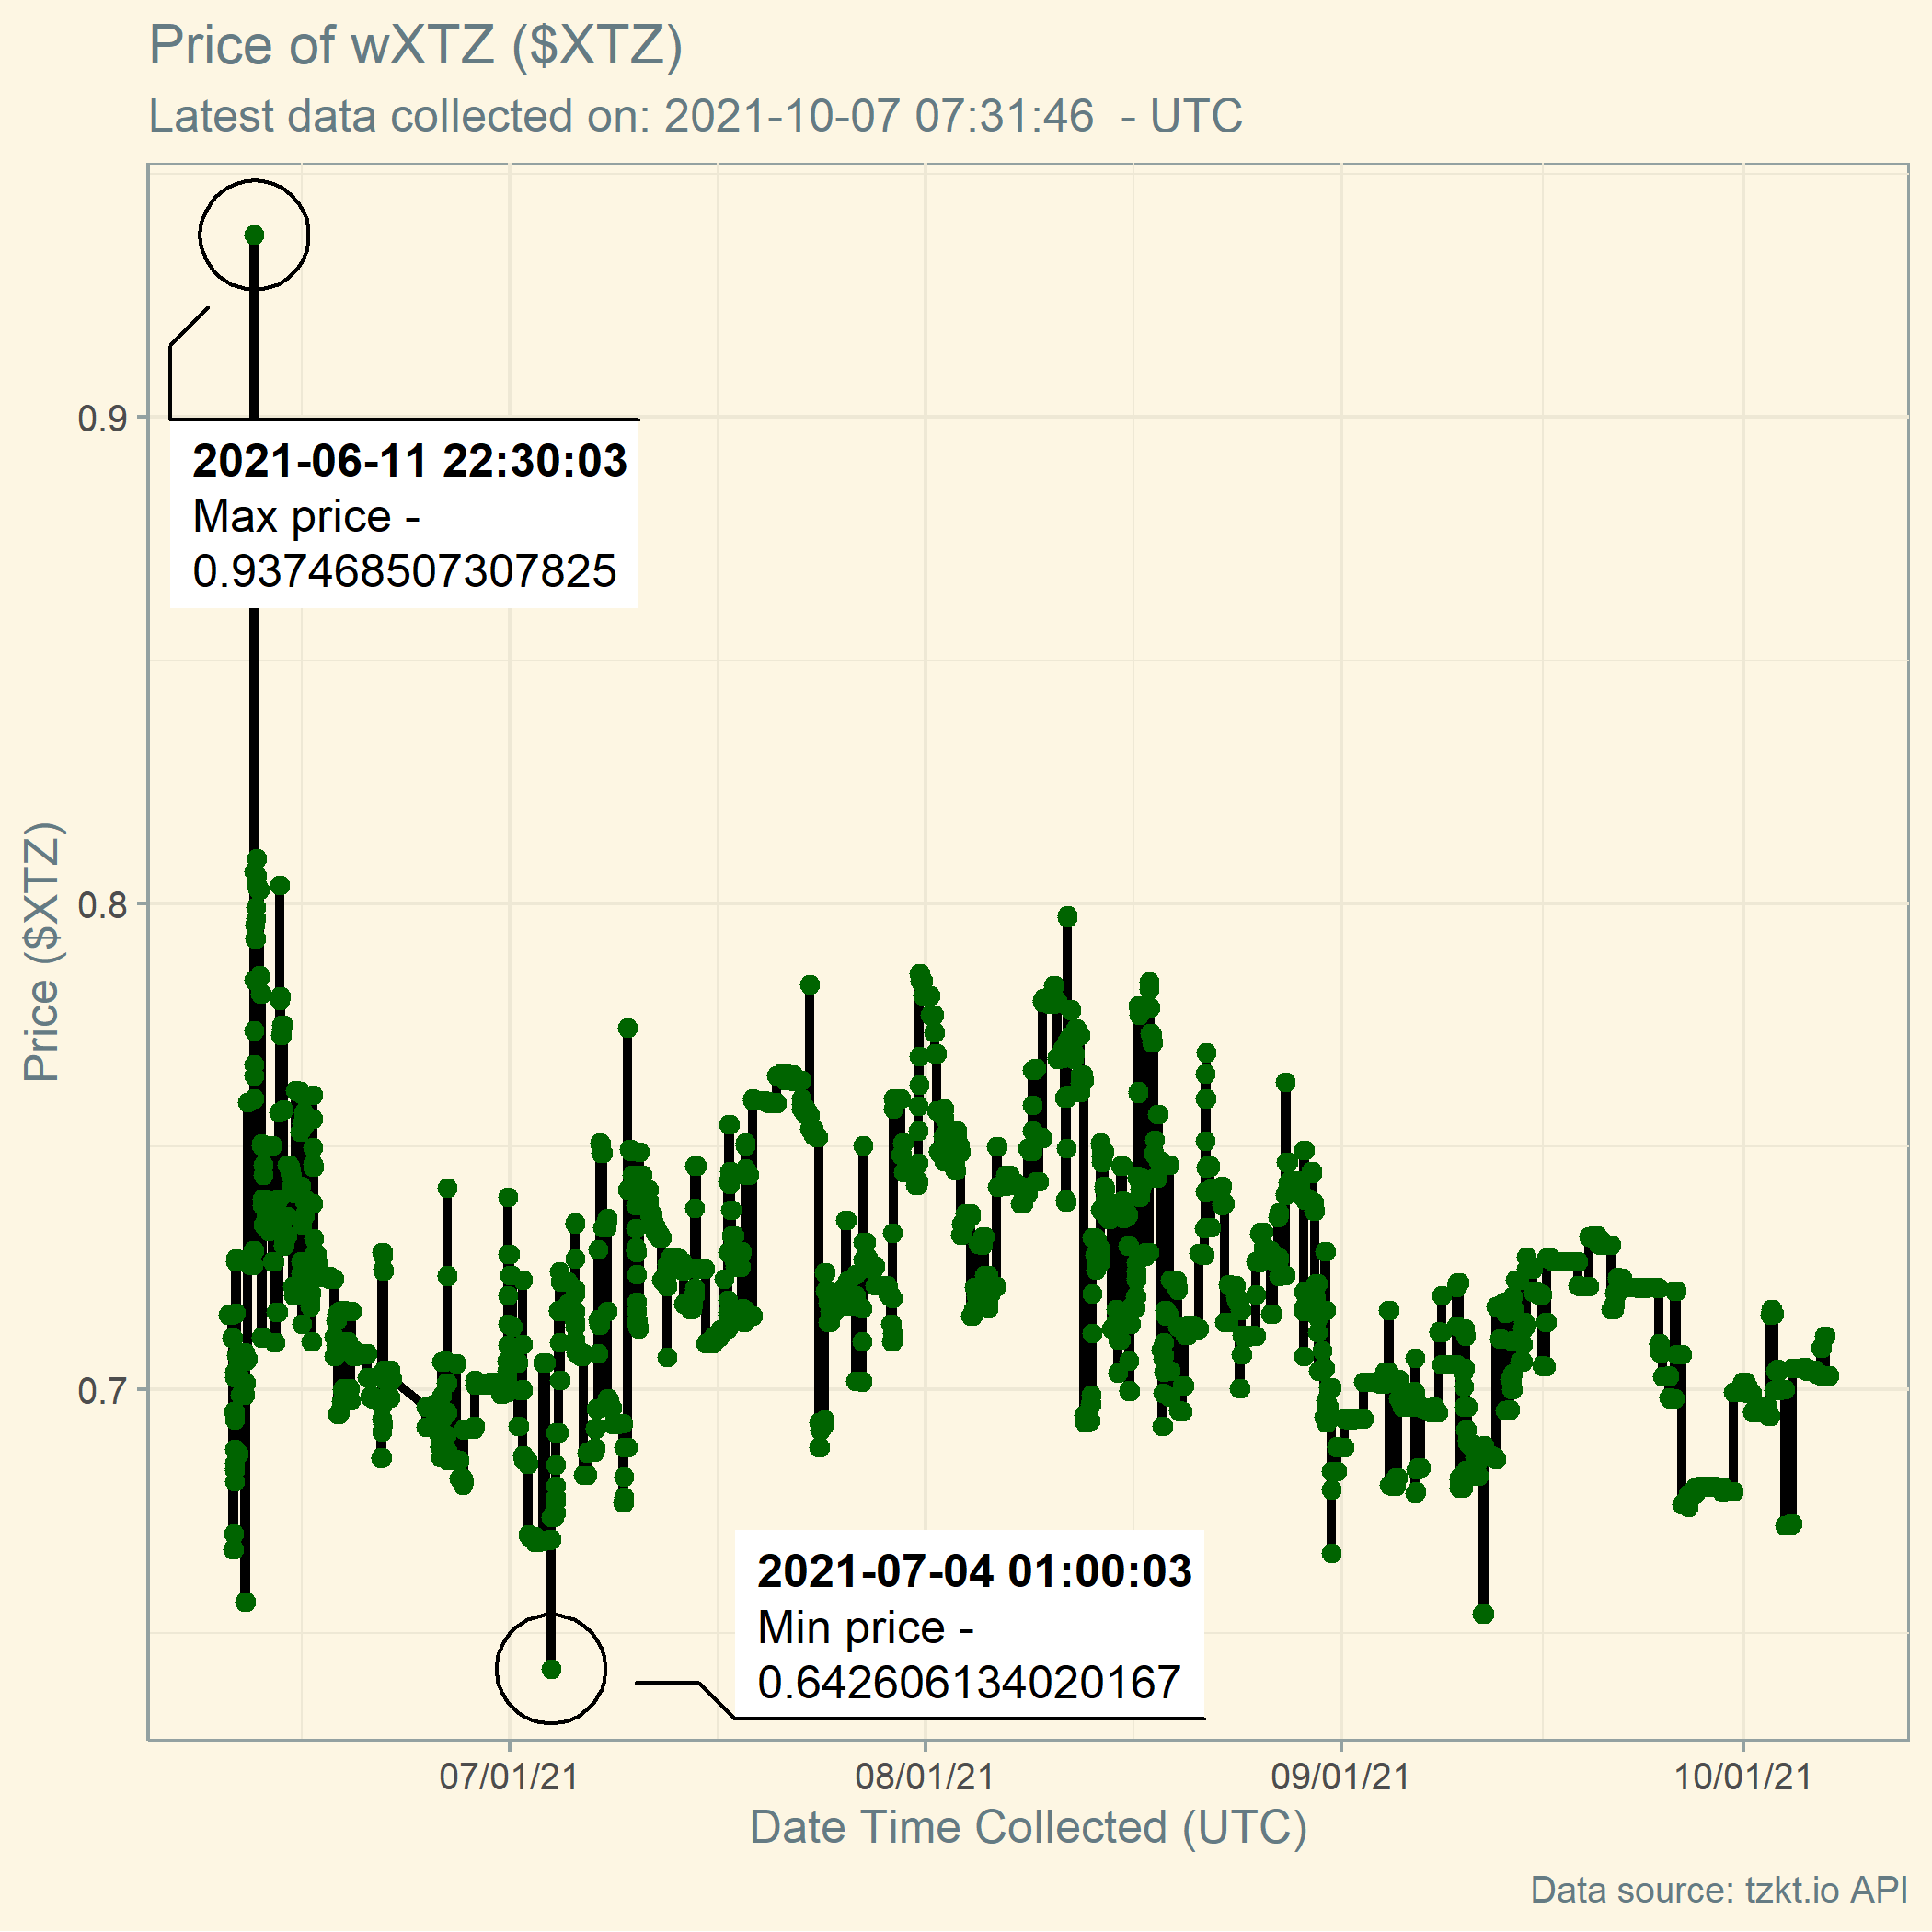 Price of wXTZ ($XTZ)
Latest data collected on: 2021-10-07 07:31:46  - UTC
Price ($XTZ)
0.9
0.8
0.7
2021-06-11 22:30:03
Max price -
0.937468507307825
2021-07-04 01:00:03
Min price -
0.642606134020167
07/01/21
08/01/21
09/01/21
10/01/21
Date Time Collected (UTC)
Data source: tzkt.io API